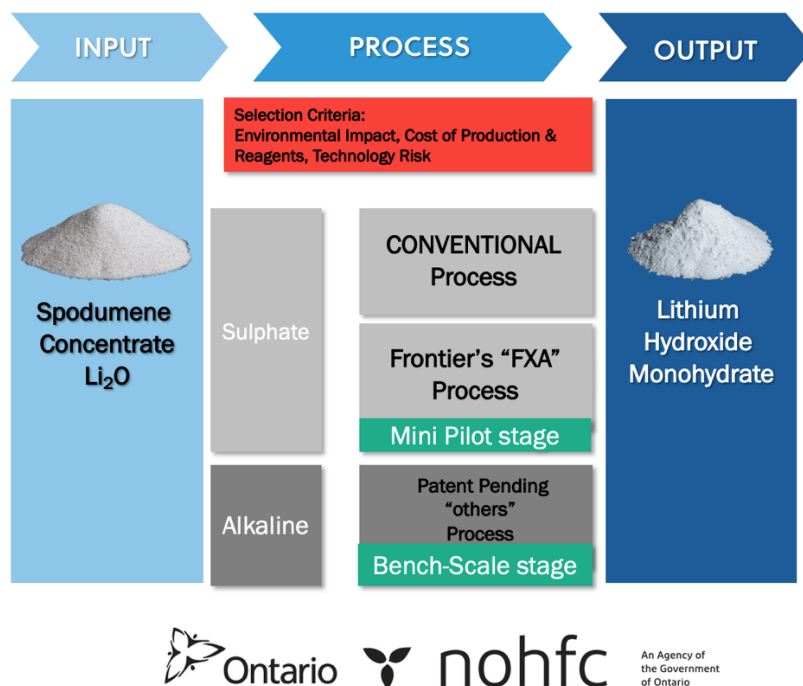 INPUT
PROCESS
OUTPUT
Selection Criteria:
Environmental Impact, Cost of Production &
Reagents, Technology Risk
Spodumene
Concentrate
Li₂O
Sulphate
CONVENTIONAL
Process
Frontier's "FXA"
Process
Mini Pilot stage
Alkaline
Patent Pending
"others"
Process
Bench-Scale stage
Lithium
Hydroxide
Monohydrate
Ontario
nohfc
An Agency of
the Government
of Ontario